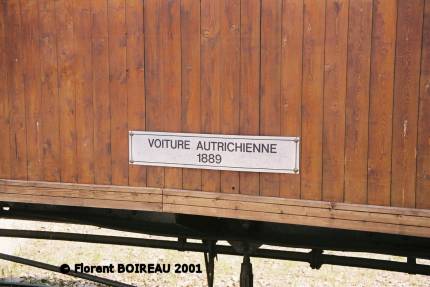 VOITURE AUTRICHIENNE
1889
© Florent BOIREAU 2001